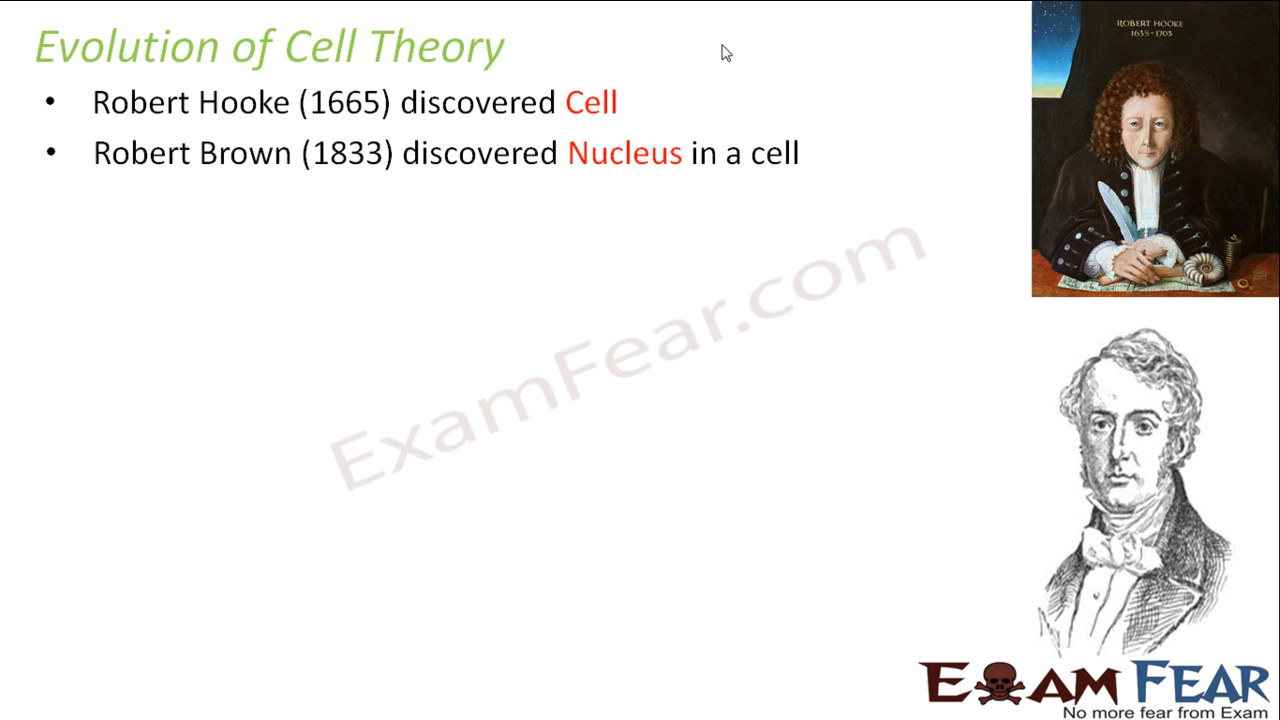 Evolution of Cell Theory
• Robert Hooke (1665) discovered Cell
• Robert Brown (1833) discovered Nucleus in a cell
ROBERT HOOKE
1635-1703
ExamFear.com
EXAM FEAR
No more fear from Exam